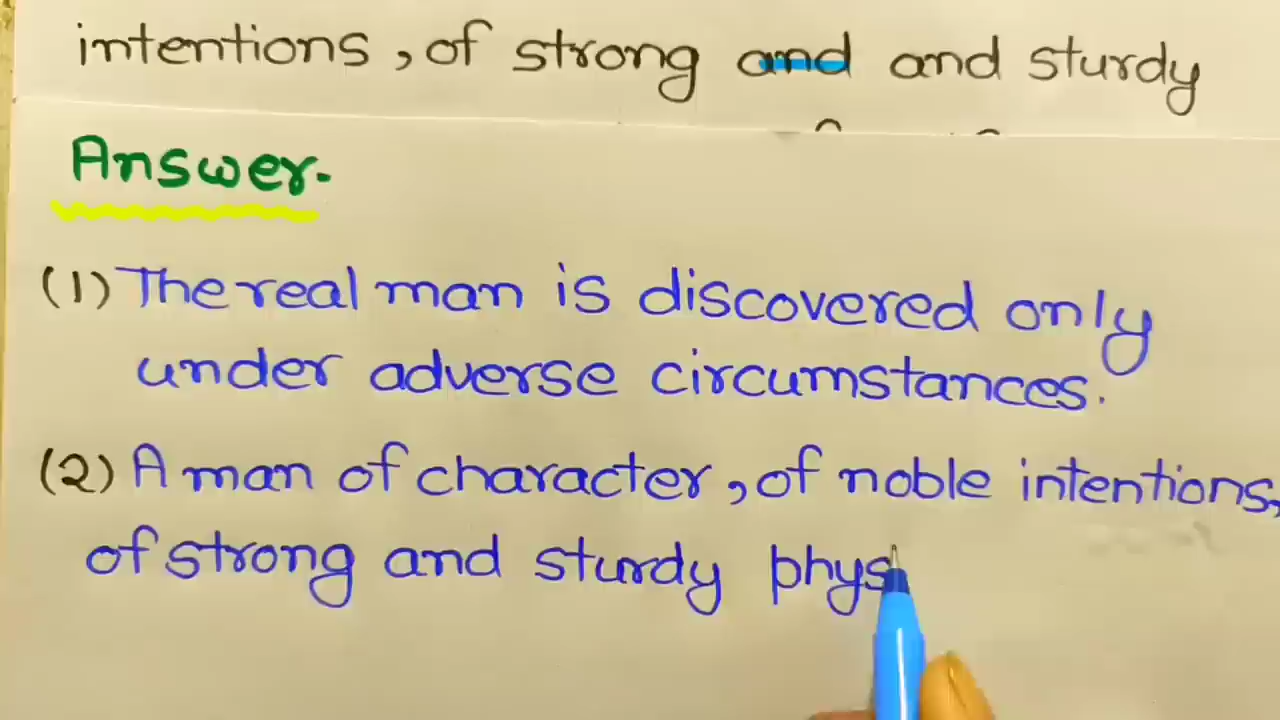 intentions, of strong and and sturdy
Answer.
(1) The real man is discovered only
under adverse circumstances.
(2) A man of character, of noble intentions,
of strong and sturdy phys